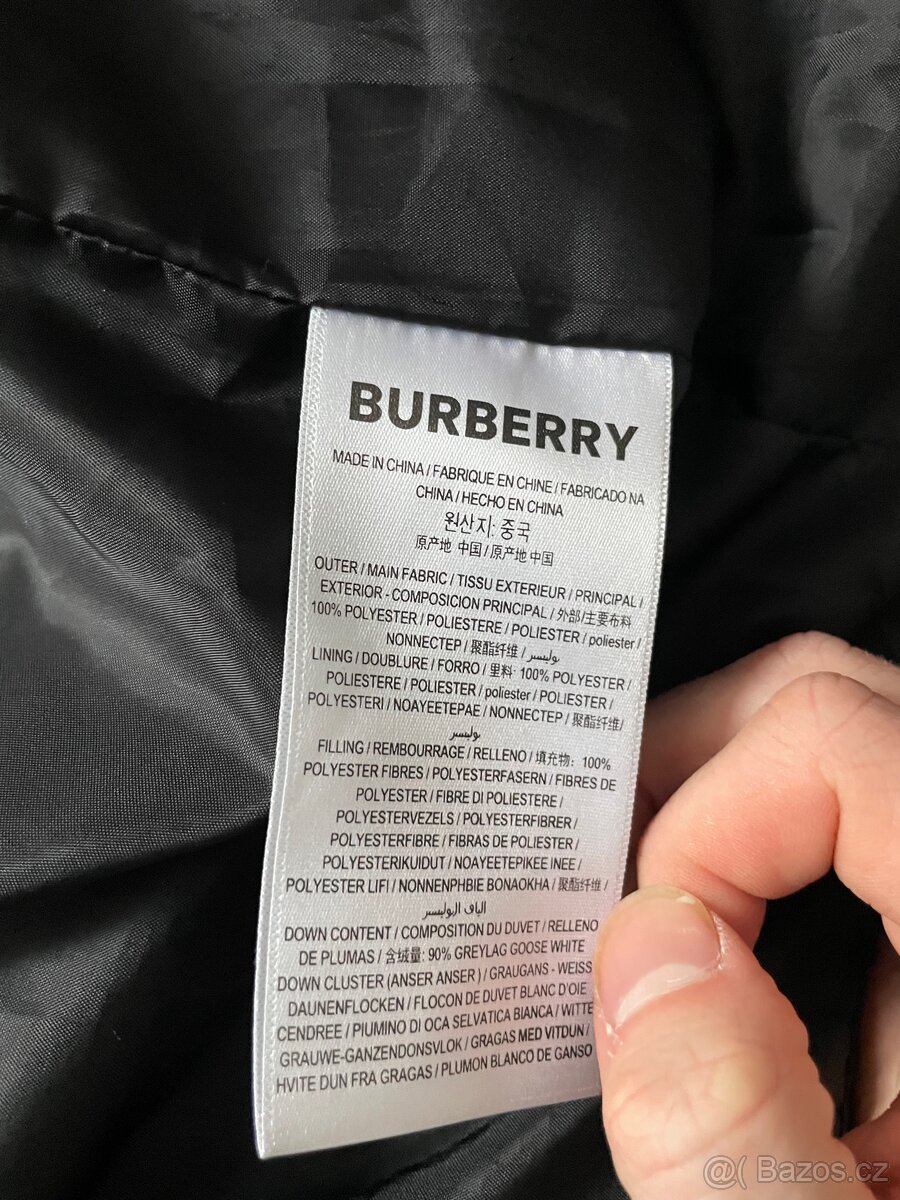 BURBERRY
MADE IN CHINA / FABRIQUE EN CHINE / FABRICADO NA
CHINA / HECHO EN CHINA
원산지: 중국
原产地 中国 / 原产地 中国
OUTER / MAIN FABRIC / TISSU EXTERIEUR / PRINCIPAL /
EXTERIOR - COMPOSICION PRINCIPAL / 外部/主要布料
100% POLYESTER / POLIESTERE / POLIESTER / poliester /
NONNECTEP / 聚酯纤维 / بوليسر
LINING / DOUBLURE / FORRO / 里料: 100% POLYESTER /
POLIESTERE / POLIESTER / poliester / POLIESTER /
POLYESTERI / NOAYEETEPAE / NONNECTEP / 聚酯纤维/
بوليسر
FILLING / REMBOURRAGE / RELLENO / 填充物: 100%
POLYESTER FIBRES / POLYESTERFASERN / FIBRES DE
POLYESTER / FIBRE DI POLIESTERE /
POLYESTERVEZELS / POLYESTERFIBRER /
POLYESTERFIBRE / FIBRAS DE POLIESTER /
POLYESTERIKUIDUT / NOAYEETEPIKEE INEE /
POLYESTER LIFI / NONNENPHBIE BONAOKHA / 聚酯纤维 /
الياف البوليسر
DOWN CONTENT / COMPOSITION DU DUVET / RELLENO
DE PLUMAS / 含绒量: 90% GREYLAG GOOSE WHITE
DOWN CLUSTER (ANSER ANSER ) / GRAUGANS - WEISS
DAUNENFLOCKEN / FLOCON DE DUVET BLANC D'OIE
CENDREE / PIUMINO DI OCA SELVATICA BIANCA / WITTE
GRAUWE-GANZENDONSVLOK / GRAGAS MED VITDUN /
HVITE DUN FRA GRAGAS / PLUMON BLANCO DE GANSO
@( Bazos.cz